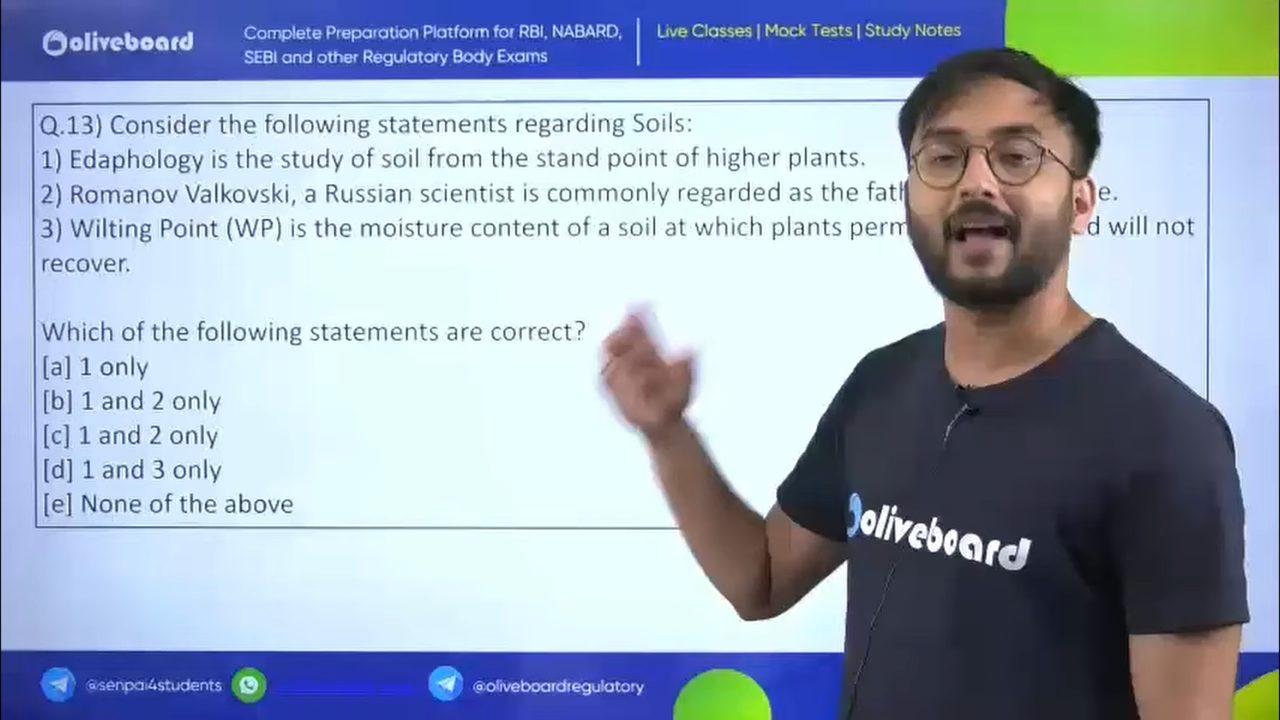 oliveboard
Complete Preparation Platform for RBI, NABARD,
SEBI and other Regulatory Body Exams
Live Classes | Mock Tests | Study Notes
Q.13) Consider the following statements regarding Soils:
1) Edaphology is the study of soil from the stand point of higher plants.
2) Romanov Valkovski, a Russian scientist is commonly regarded as the e.
3) Wilting Point (WP) is the moisture content of a soil at which plants d will not
recover.
Which of the following statements are correct?
[a] 1 only
[b] 1 and 2 only
[c] 1 and 2 only
[d] 1 and 3 only
[e] None of the above
oliveboard
@senpai4students
@oliveboardregulatory